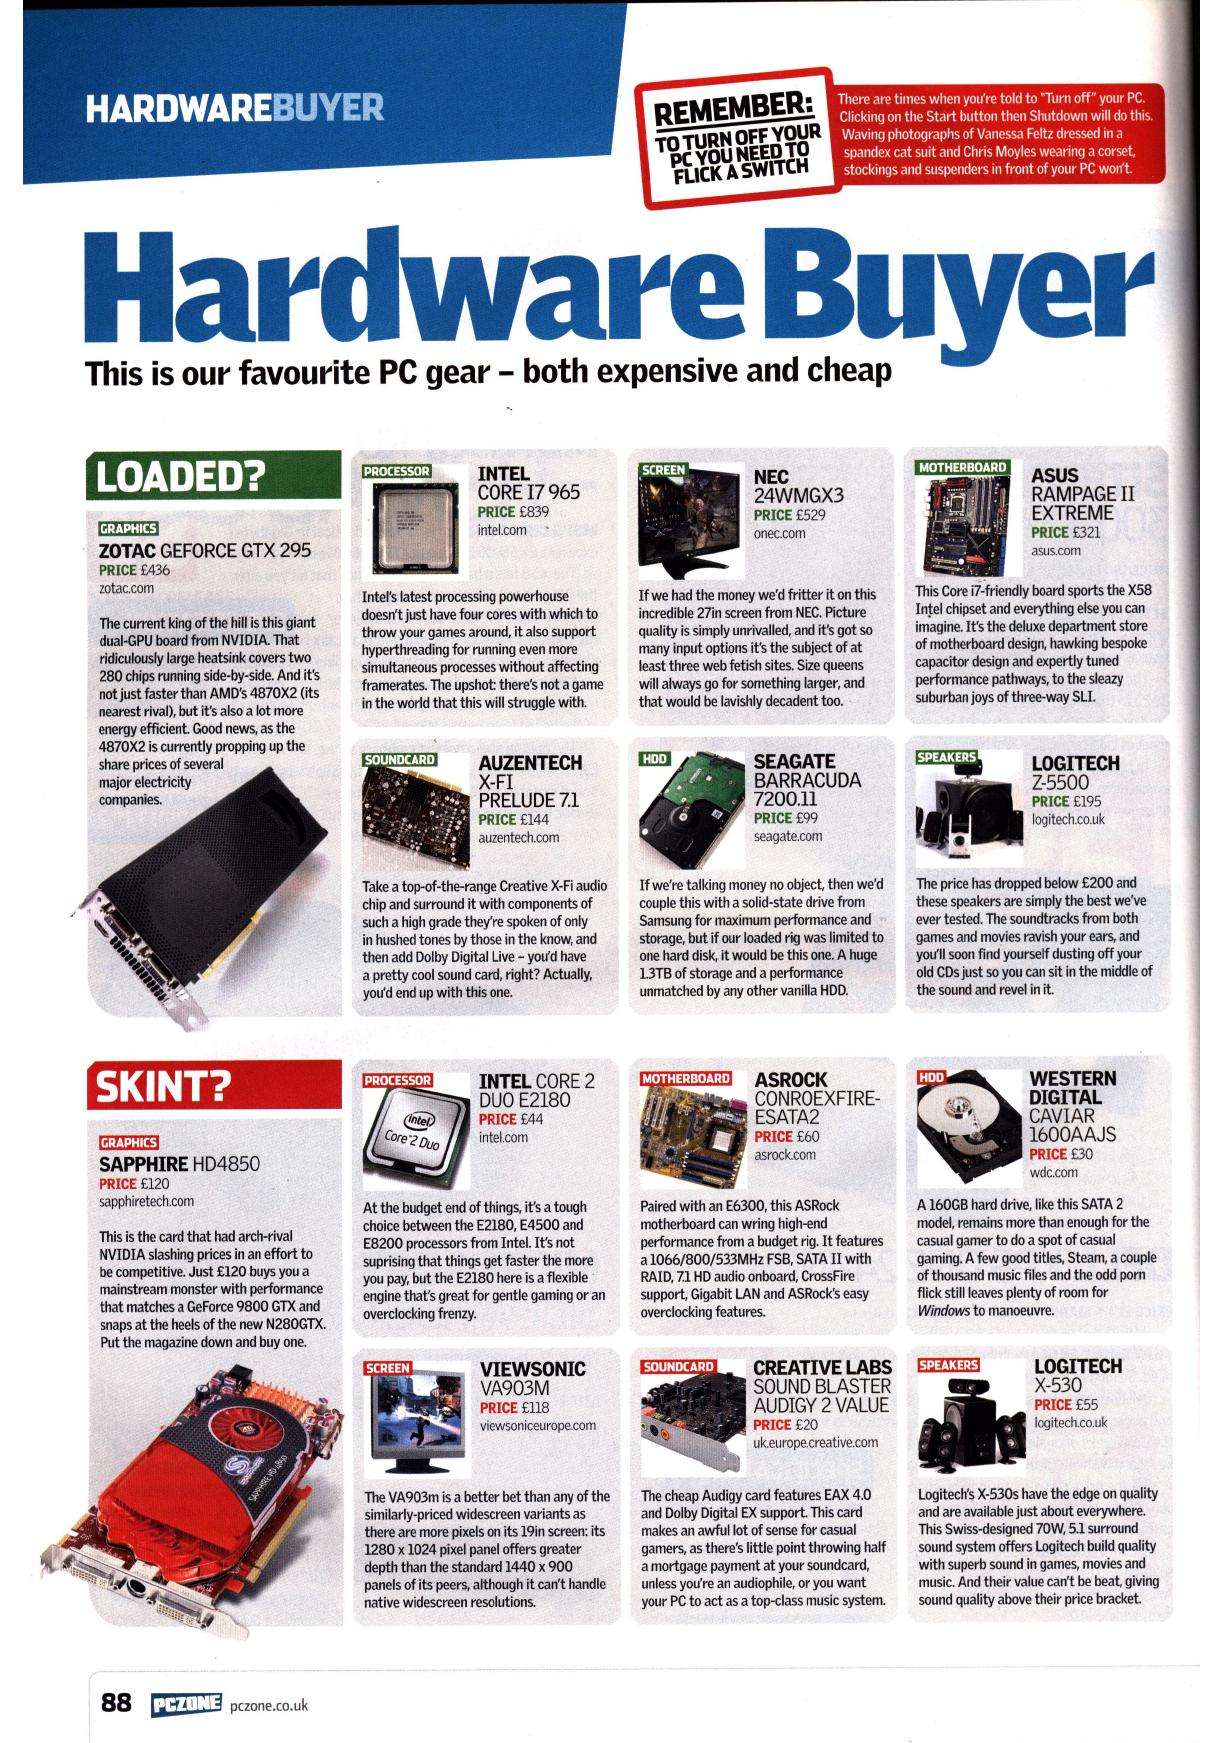 HARDWAREBUYER
REMEMBER:
TO TURN OFF YOUR
PC YOU NEED TO
FLICK A SWITCH
There are times when you're told to "Turn off" your PC.
Clicking on the Start button then Shutdown will do this.
Waving photographs of Vanessa Feltz dressed in a
spandex cat suit and Chris Moyles wearing a corset,
stockings and suspenders in front of your PC won't.
Hardware Buyer
This is our favourite PC gear – both expensive and cheap
LOADED?
GRAPHICS
ZOTAC GEFORCE GTX 295
PRICE £436
zotac.com
The current king of the hill is this giant
dual-GPU board from NVIDIA. That
ridiculously large heatsink covers two
280 chips running side-by-side. And it's
not just faster than AMD's 4870X2 (its
nearest rival), but it's also a lot more
energy efficient. Good news, as the
4870X2 is currently propping up the
share prices of several
major electricity
companies.
PROCESSOR
INTEL
CORE I7 965
PRICE £839
intel.com
Intel's latest processing powerhouse
doesn't just have four cores with which to
throw your games around, it also support
hyperthreading for running even more
simultaneous processes without affecting
framerates. The upshot: there's not a game
in the world that this will struggle with.
SCREEN
NEC
24WMGX3
PRICE £529
onec.com
If we had the money we'd fritter it on this
incredible 27in screen from NEC. Picture
quality is simply unrivalled, and it's got so
many input options it's the subject of at
least three web fetish sites. Size queens
will always go for something larger, and
that would be lavishly decadent too.
MOTHERBOARD
ASUS
RAMPAGE II
EXTREME
PRICE £321
asus.com
This Core i7-friendly board sports the X58
Intel chipset and everything else you can
imagine. It's the deluxe department store
of motherboard design, hawking bespoke
capacitor design and expertly tuned
performance pathways, to the sleazy
suburban joys of three-way SLI.
SOUNDCARD
AUZENTECH
X-FI
PRELUDE 7.1
PRICE £144
auzentech.com
Take a top-of-the-range Creative X-Fi audio
chip and surround it with components of
such a high grade they're spoken of only
in hushed tones by those in the know, and
then add Dolby Digital Live – you'd have
a pretty cool sound card, right? Actually,
you'd end up with this one.
HDD
SEAGATE
BARRACUDA
7200.11
PRICE £99
seagate.com
If we're talking money no object, then we'd
couple this with a solid-state drive from
Samsung for maximum performance and
storage, but if our loaded rig was limited to
one hard disk, it would be this one. A huge
1.3TB of storage and a performance
unmatched by any other vanilla HDD.
SPEAKERS
LOGITECH
Z-5500
PRICE £195
logitech.co.uk
The price has dropped below £200 and
these speakers are simply the best we've
ever tested. The soundtracks from both
games and movies ravish your ears, and
you'll soon find yourself dusting off your
old CDs just so you can sit in the middle of
the sound and revel in it.
SKINT?
GRAPHICS
SAPPHIRE HD4850
PRICE £120
sapphiretech.com
This is the card that had arch-rival
NVIDIA slashing prices in an effort to
be competitive. Just £120 buys you a
mainstream monster with performance
that matches a GeForce 9800 GTX and
snaps at the heels of the new N280GTX.
Put the magazine down and buy one.
SAPPHIRE HD 4850
PROCESSOR
intel
Core 2 Duo
INTEL CORE 2
DUO E2180
PRICE £44
intel.com
At the budget end of things, it's a tough
choice between the E2180, E4500 and
E8200 processors from Intel. It's not
suprising that things get faster the more
you pay, but the E2180 here is a flexible
engine that's great for gentle gaming or an
overclocking frenzy.
MOTHERBOARD
ASROCK
CONROEXFIRE-
ESATA2
PRICE £60
asrock.com
Paired with an E6300, this ASRock
motherboard can wring high-end
performance from a budget rig. It features
a 1066/800/533MHz FSB, SATA II with
RAID, 7.1 HD audio onboard, CrossFire
support, Gigabit LAN and ASRock's easy
overclocking features.
HDD
WESTERN
DIGITAL
CAVIAR
1600AAJS
PRICE £30
wdc.com
A 160GB hard drive, like this SATA 2
model, remains more than enough for the
casual gamer to do a spot of casual
gaming. A few good titles, Steam, a couple
of thousand music files and the odd porn
flick still leaves plenty of room for
Windows to manoeuvre.
SCREEN
VIEWSONIC
VA903M
PRICE £118
viewsoniceurope.com
The VA903m is a better bet than any of the
similarly-priced widescreen variants as
there are more pixels on its 19in screen: its
1280 x 1024 pixel panel offers greater
depth than the standard 1440 x 900
panels of its peers, although it can't handle
native widescreen resolutions.
SOUNDCARD
CREATIVE LABS
SOUND BLASTER
AUDIGY 2 VALUE
PRICE £20
uk.europe.creative.com
The cheap Audigy card features EAX 4.0
and Dolby Digital EX support. This card
makes an awful lot of sense for casual
gamers, as there's little point throwing half
a mortgage payment at your soundcard,
unless you're an audiophile, or you want
your PC to act as a top-class music system.
SPEAKERS
LOGITECH
X-530
PRICE £55
logitech.co.uk
Logitech's X-530s have the edge on quality
and are available just about everywhere.
This Swiss-designed 70W, 5.1 surround
sound system offers Logitech build quality
with superb sound in games, movies and
music. And their value can't be beat, giving
sound quality above their price bracket.
88 PCZONE pczone.co.uk